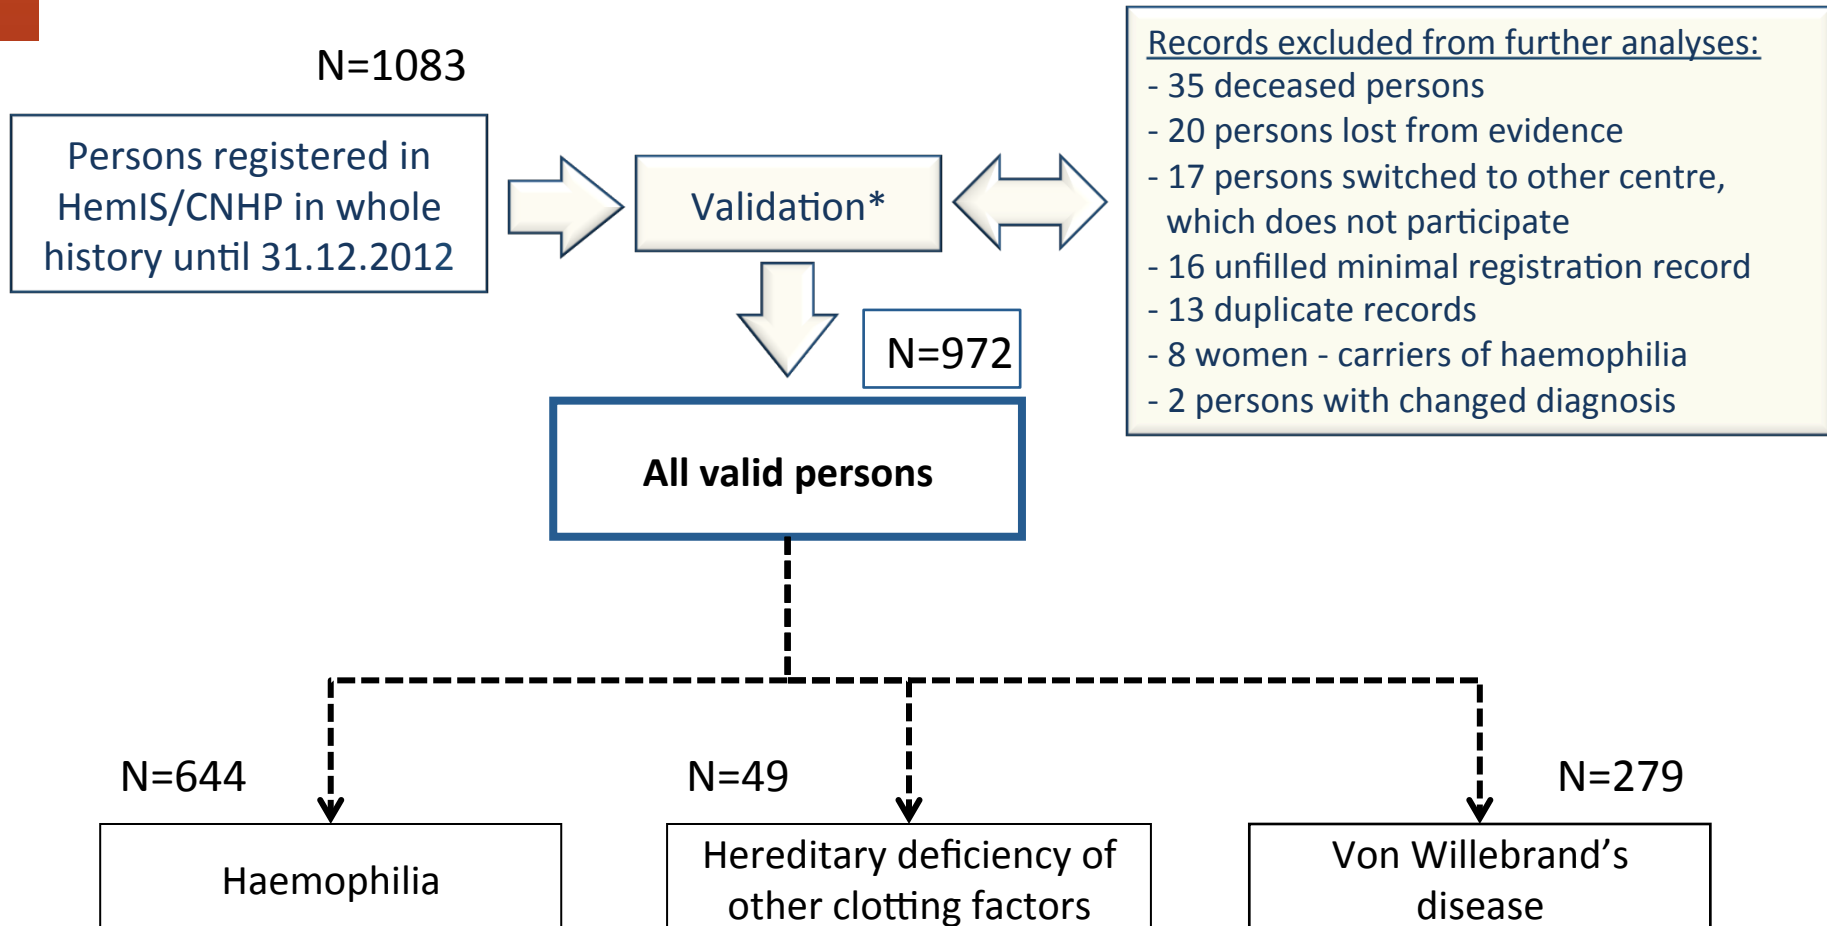 N=1083
Persons registered in
HemIS/CNHP in whole
history until 31.12.2012
Validation*
Records excluded from further analyses:
- 35 deceased persons
- 20 persons lost from evidence
- 17 persons switched to other centre,
which does not participate
- 16 unfilled minimal registration record
- 13 duplicate records
- 8 women - carriers of haemophilia
- 2 persons with changed diagnosis
N=972
All valid persons
N=644
Haemophilia
N=49
Hereditary deficiency of
other clotting factors
N=279
Von Willebrand’s
disease